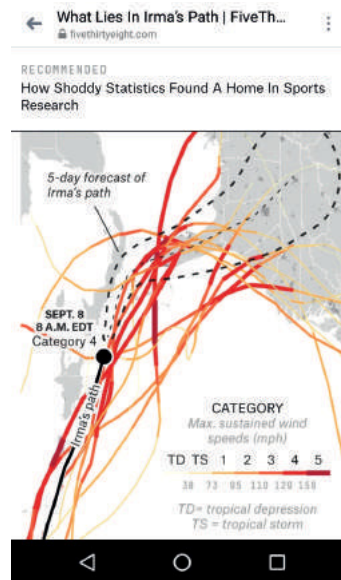 What Lies In Irma's Path | FiveTh...
fivethirtyeight.com
RECOMMENDED
How Shoddy Statistics Found A Home In Sports
Research
5-day forecast of
Irma's path
SEPT. 8
8 A.M. EDT
Category 4
Irma's path
CATEGORY
Max. sustained wind
speeds (mph)
TD TS 1 2 3 4 5
38 73 95 110 129 156
TD= tropical depression
TS = tropical storm